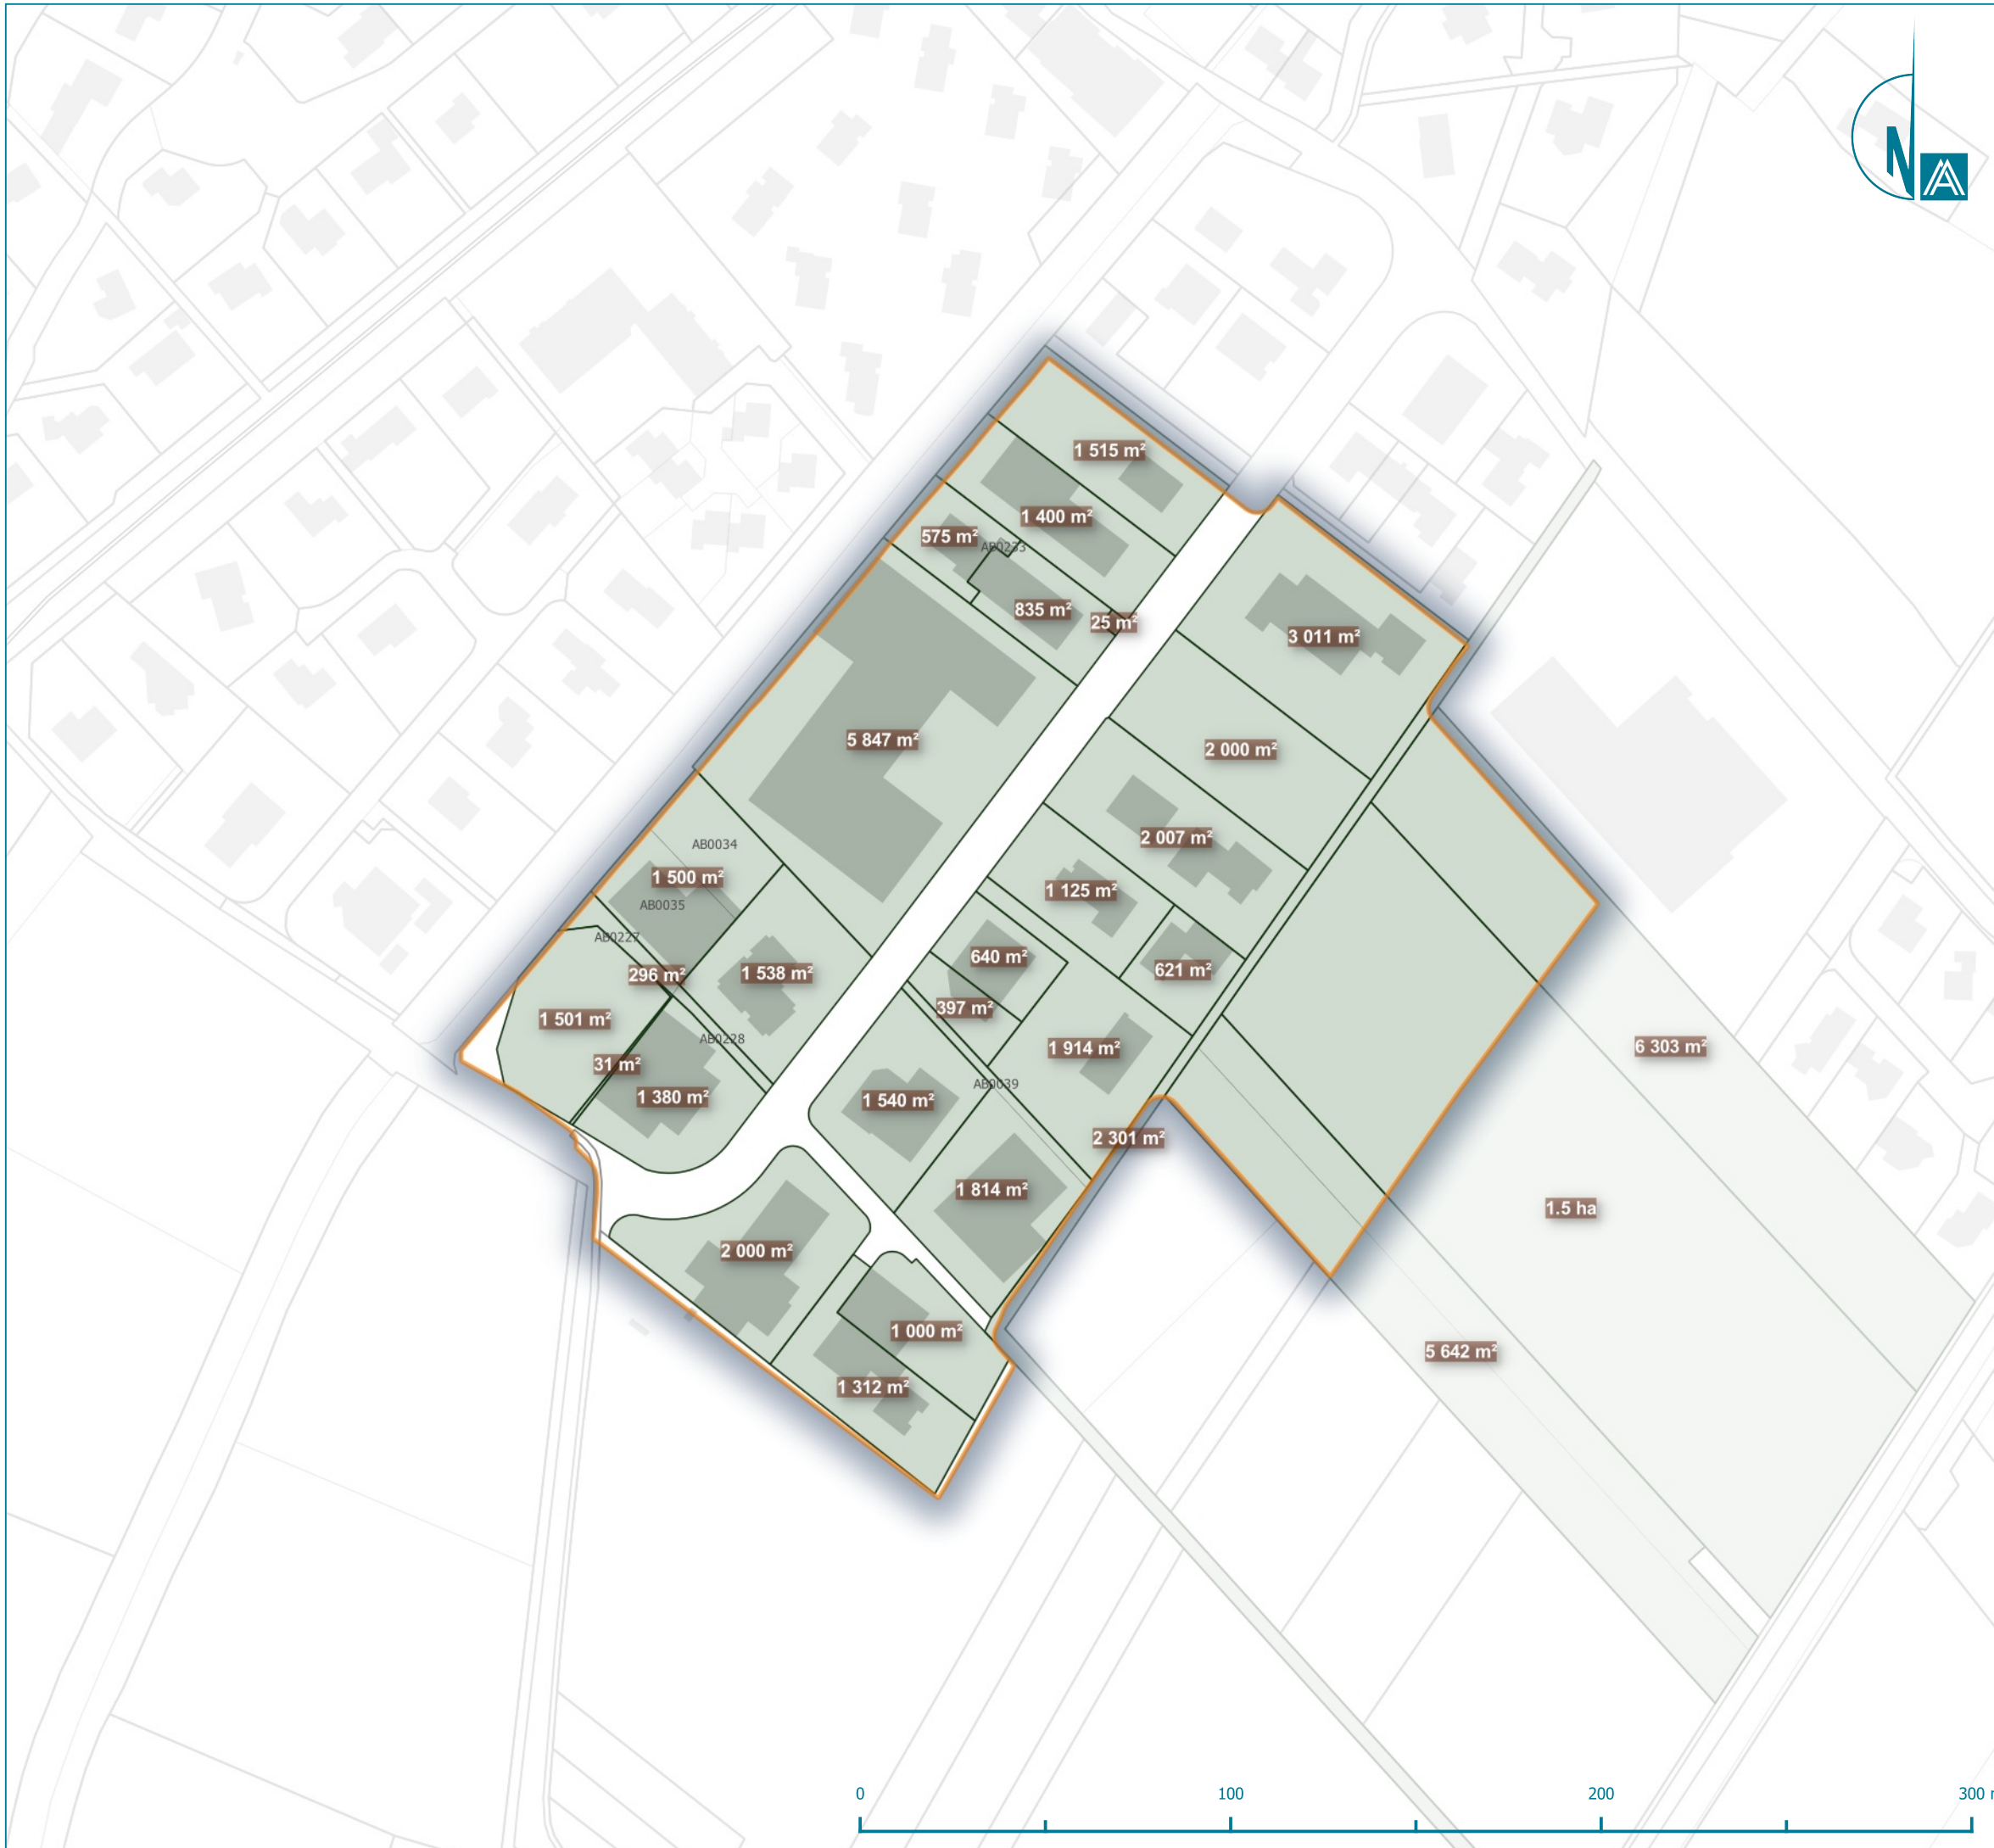 N
1 515 m²
1 400 m²
575 m²
AB0233
835 m²
25 m²
3 011 m²
5 847 m²
2 000 m²
2 007 m²
AB0034
1 500 m²
1 125 m²
AB0035
AB0227
640 m²
621 m²
296 m²
1 538 m²
397 m²
1 501 m²
AB0228
1 914 m²
6 303 m²
31 m²
1 380 m²
AB0039
1 540 m²
2 301 m²
1 814 m²
1.5 ha
2 000 m²
1 000 m²
5 642 m²
1 312 m²
0 100 200 300